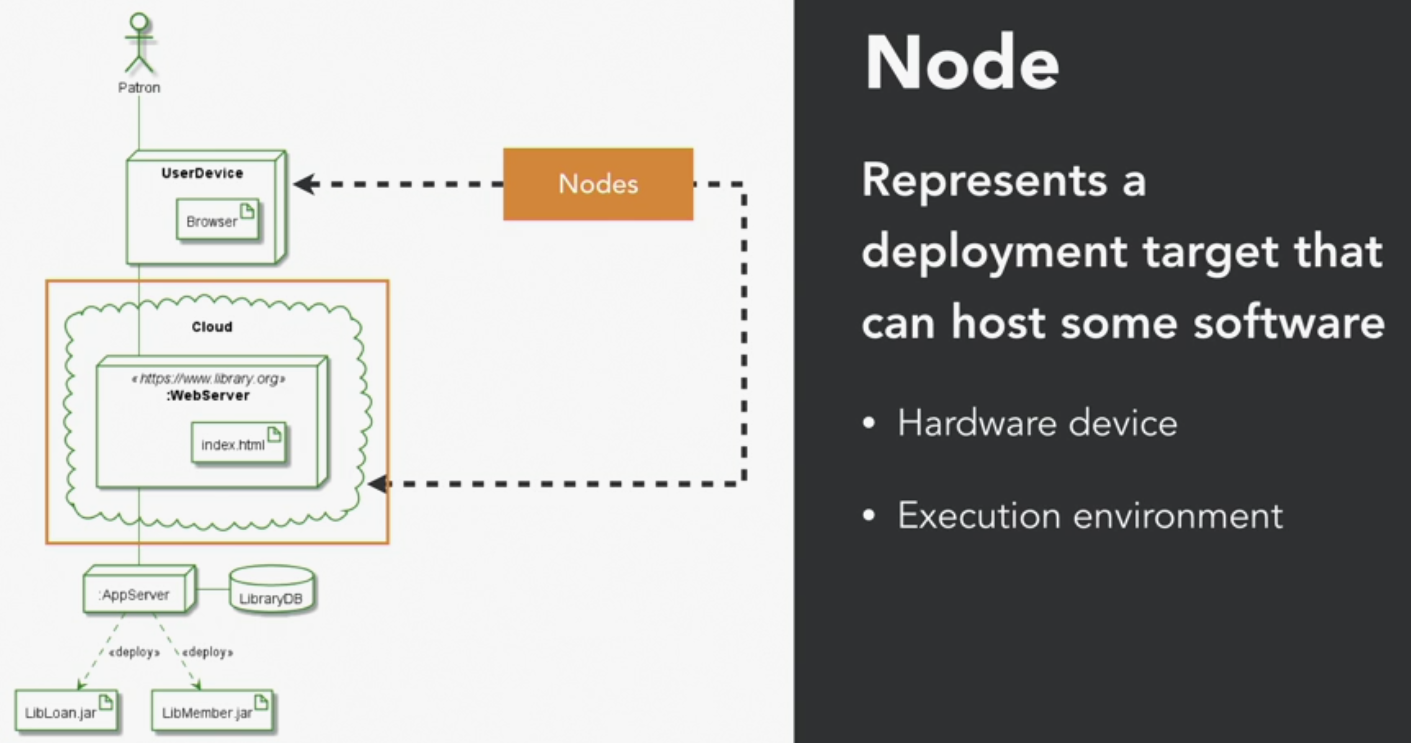 Patron
UserDevice
Browser
Nodes
Cloud
«https://www.library.org»
:WebServer
index.html
:AppServer
LibraryDB
«deploy»
«deploy»
LibLoan.jar
LibMember.jar
Node
Represents a
deployment target that
can host some software
• Hardware device
• Execution environment